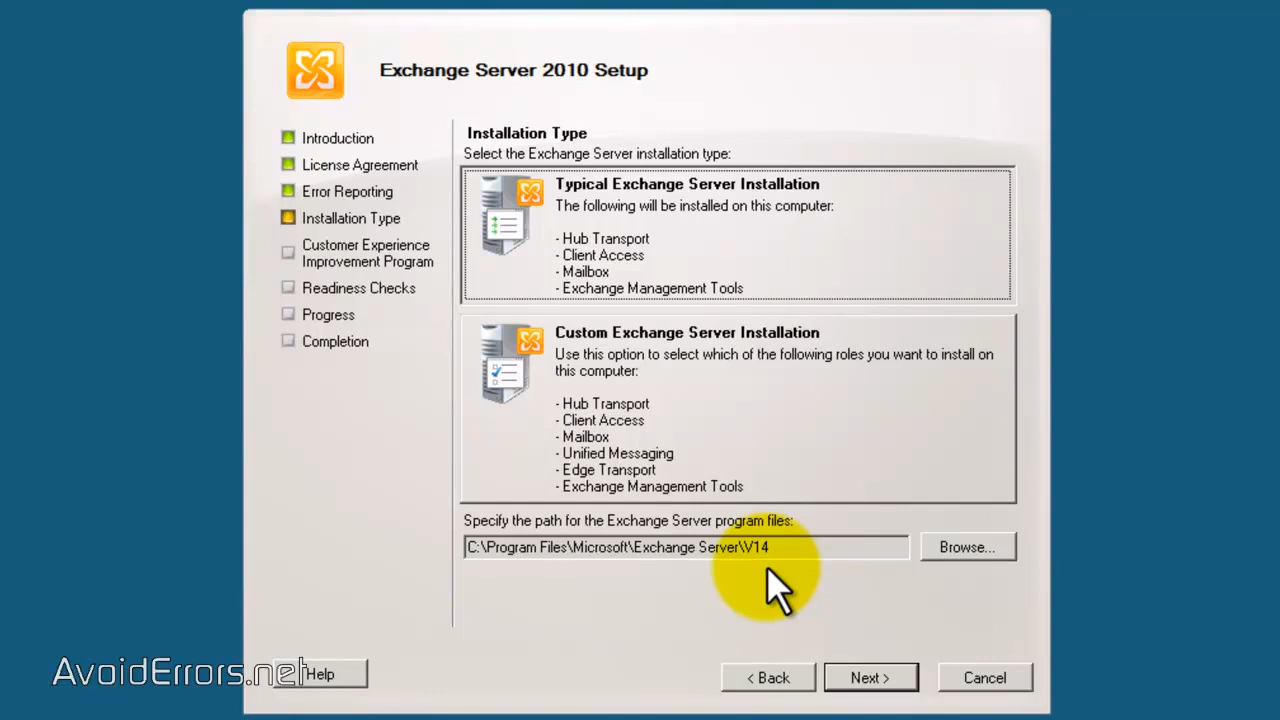 Exchange Server 2010 Setup
Introduction
License Agreement
Error Reporting
Installation Type
Customer Experience
Improvement Program
Readiness Checks
Progress
Completion
Installation Type
Select the Exchange Server installation type:
Typical Exchange Server Installation
The following will be installed on this computer:
- Hub Transport
- Client Access
- Mailbox
- Exchange Management Tools
Custom Exchange Server Installation
Use this option to select which of the following roles you want to install on
this computer:
- Hub Transport
- Client Access
- Mailbox
- Unified Messaging
- Edge Transport
- Exchange Management Tools
Specify the path for the Exchange Server program files:
C:\Program Files\Microsoft\Exchange Server\V14
Browse...
AvoidErrors.net
Help
< Back
Next >
Cancel